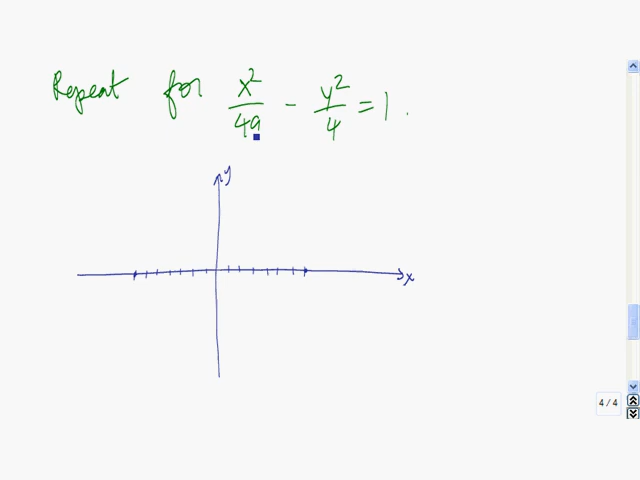 Repeat for x²/49 - y²/4 = 1.
y
x
4/4